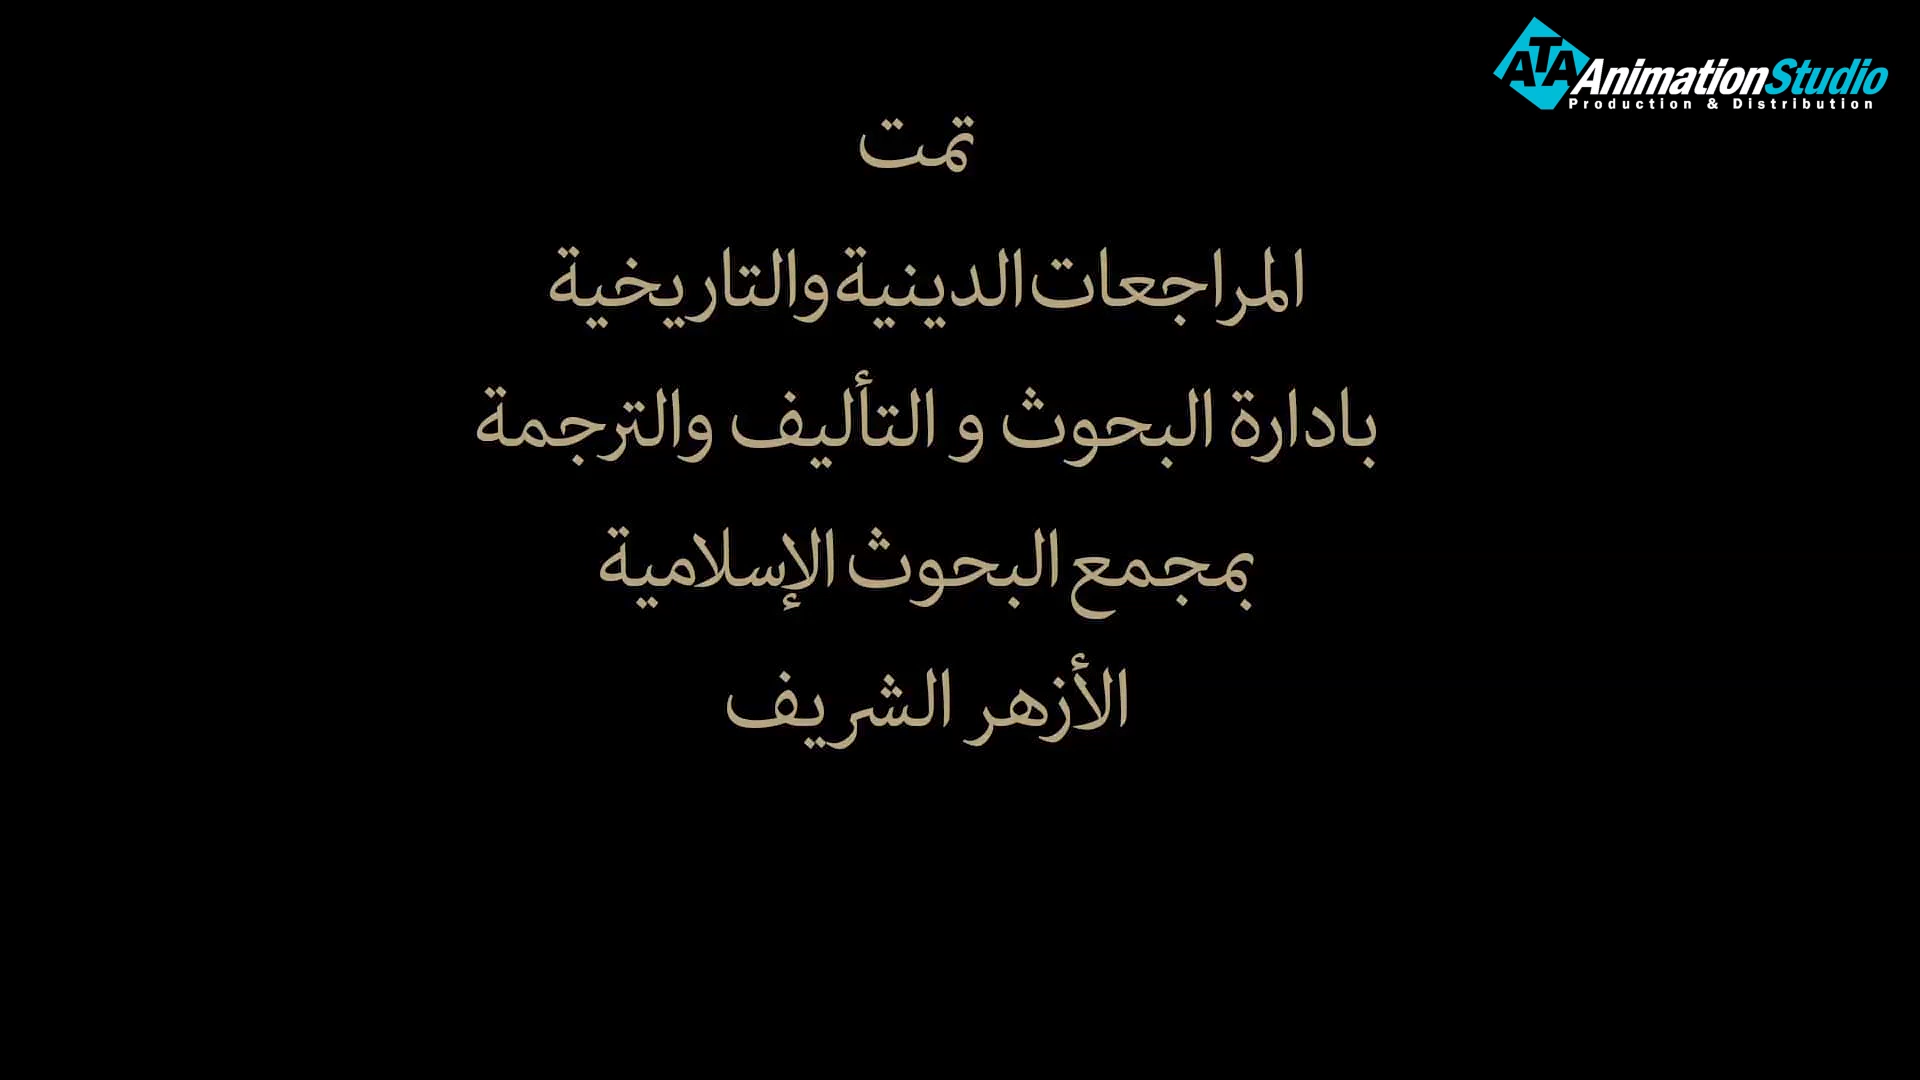 ATA AnimationStudio
Production & Distribution
تمت
المراجعات الدينية والتاريخية
بادارة البحوث و التأليف والترجمة
بمجمع البحوث الإسلامية
الأزهر الشريف